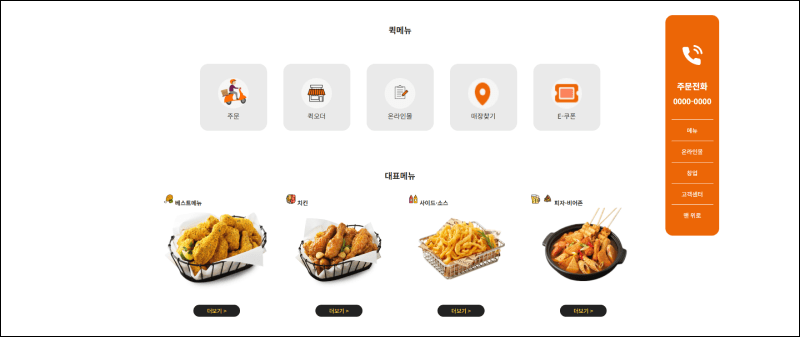 퀵메뉴
주문
퀵오더
온라인몰
매장찾기
E-쿠폰
주문전화
0000-0000
메뉴
온라인몰
창업
고객센터
맨 위로
대표메뉴
베스트메뉴
치킨
사이드·소스
피자·비어존
더보기 »
더보기 »
더보기 »
더보기 »